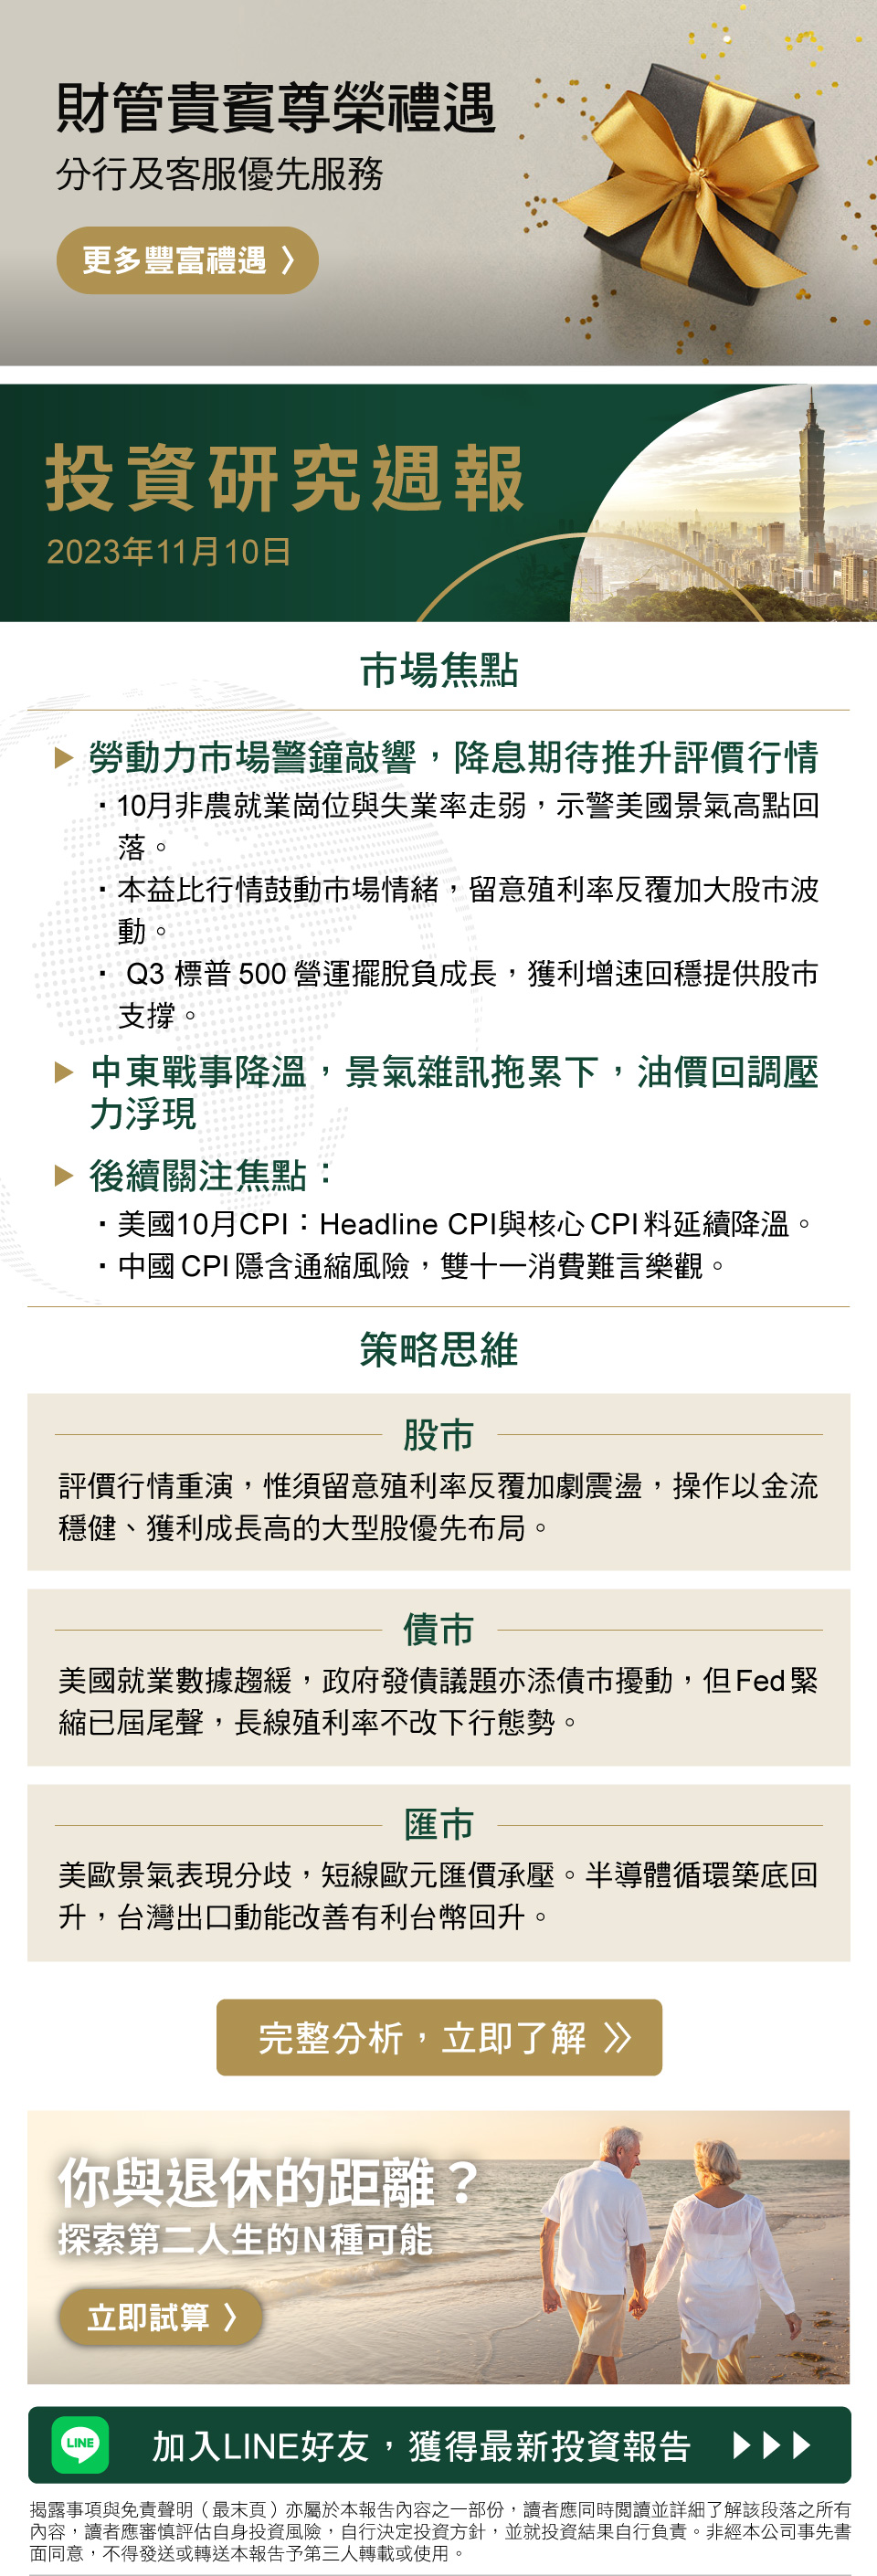 財管貴賓尊榮禮遇
分行及客服優先服務
更多豐富禮遇 〉
投資研究週報
2023年11月10日
市場焦點
▶ 勞動力市場警鐘敲響，降息期待推升評價行情
・10月非農就業崗位與失業率走弱，示警美國景氣高點回
落。
・本益比行情鼓動市場情緒，留意殖利率反覆加大股市波
動。
・ Q3 標普 500 營運擺脫負成長，獲利增速回穩提供股市
支撐。
▶ 中東戰事降溫，景氣雜訊拖累下，油價回調壓
力浮現
▶ 後續關注焦點：
・美國10月CPI：Headline CPI與核心 CPI 料延續降溫。
・中國 CPI 隱含通縮風險，雙十一消費難言樂觀。
策略思維
股市
評價行情重演，惟須留意殖利率反覆加劇震盪，操作以金流
穩健、獲利成長高的大型股優先布局。
債市
美國就業數據趨緩，政府發債議題亦添債市擾動，但 Fed 緊
縮已屆尾聲，長線殖利率不改下行態勢。
匯市
美歐景氣表現分歧，短線歐元匯價承壓。半導體循環築底回
升，台灣出口動能改善有利台幣回升。
完整分析，立即了解 》
你與退休的距離？
探索第二人生的N種可能
立即試算 〉
LINE
加入LINE好友，獲得最新投資報告 ▶▶▶
揭露事項與免責聲明（最末頁）亦屬於本報告內容之一部份，讀者應同時閱讀並詳細了解該段落之所有
內容，讀者應審慎評估自身投資風險，自行決定投資方針，並就投資結果自行負責。非經本公司事先書
面同意，不得發送或轉送本報告予第三人轉載或使用。